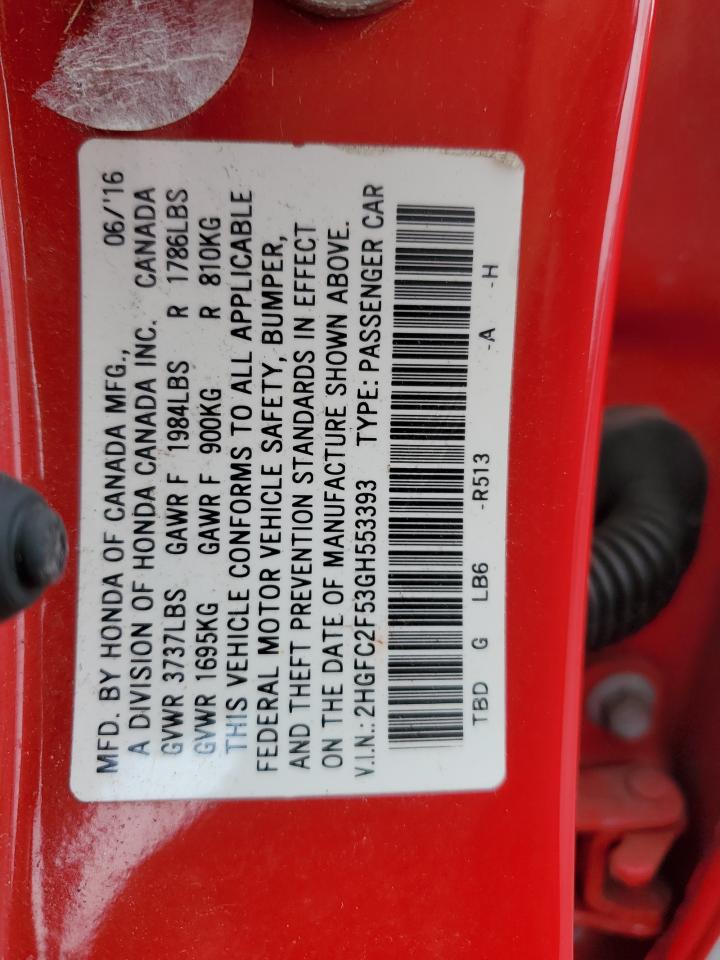 MFD. BY HONDA OF CANADA MFG., 06/'16
A DIVISION OF HONDA CANADA INC. CANADA
GVWR 3737LBS GAWR F 1984LBS R 1786LBS
GVWR 1695KG GAWR F 900KG R 810KG
THIS VEHICLE CONFORMS TO ALL APPLICABLE
FEDERAL MOTOR VEHICLE SAFETY, BUMPER,
AND THEFT PREVENTION STANDARDS IN EFFECT
ON THE DATE OF MANUFACTURE SHOWN ABOVE.
V.I.N.: 2HGFC2F53GH553393 TYPE: PASSENGER CAR
TBD G LB6 -R513 -A -H